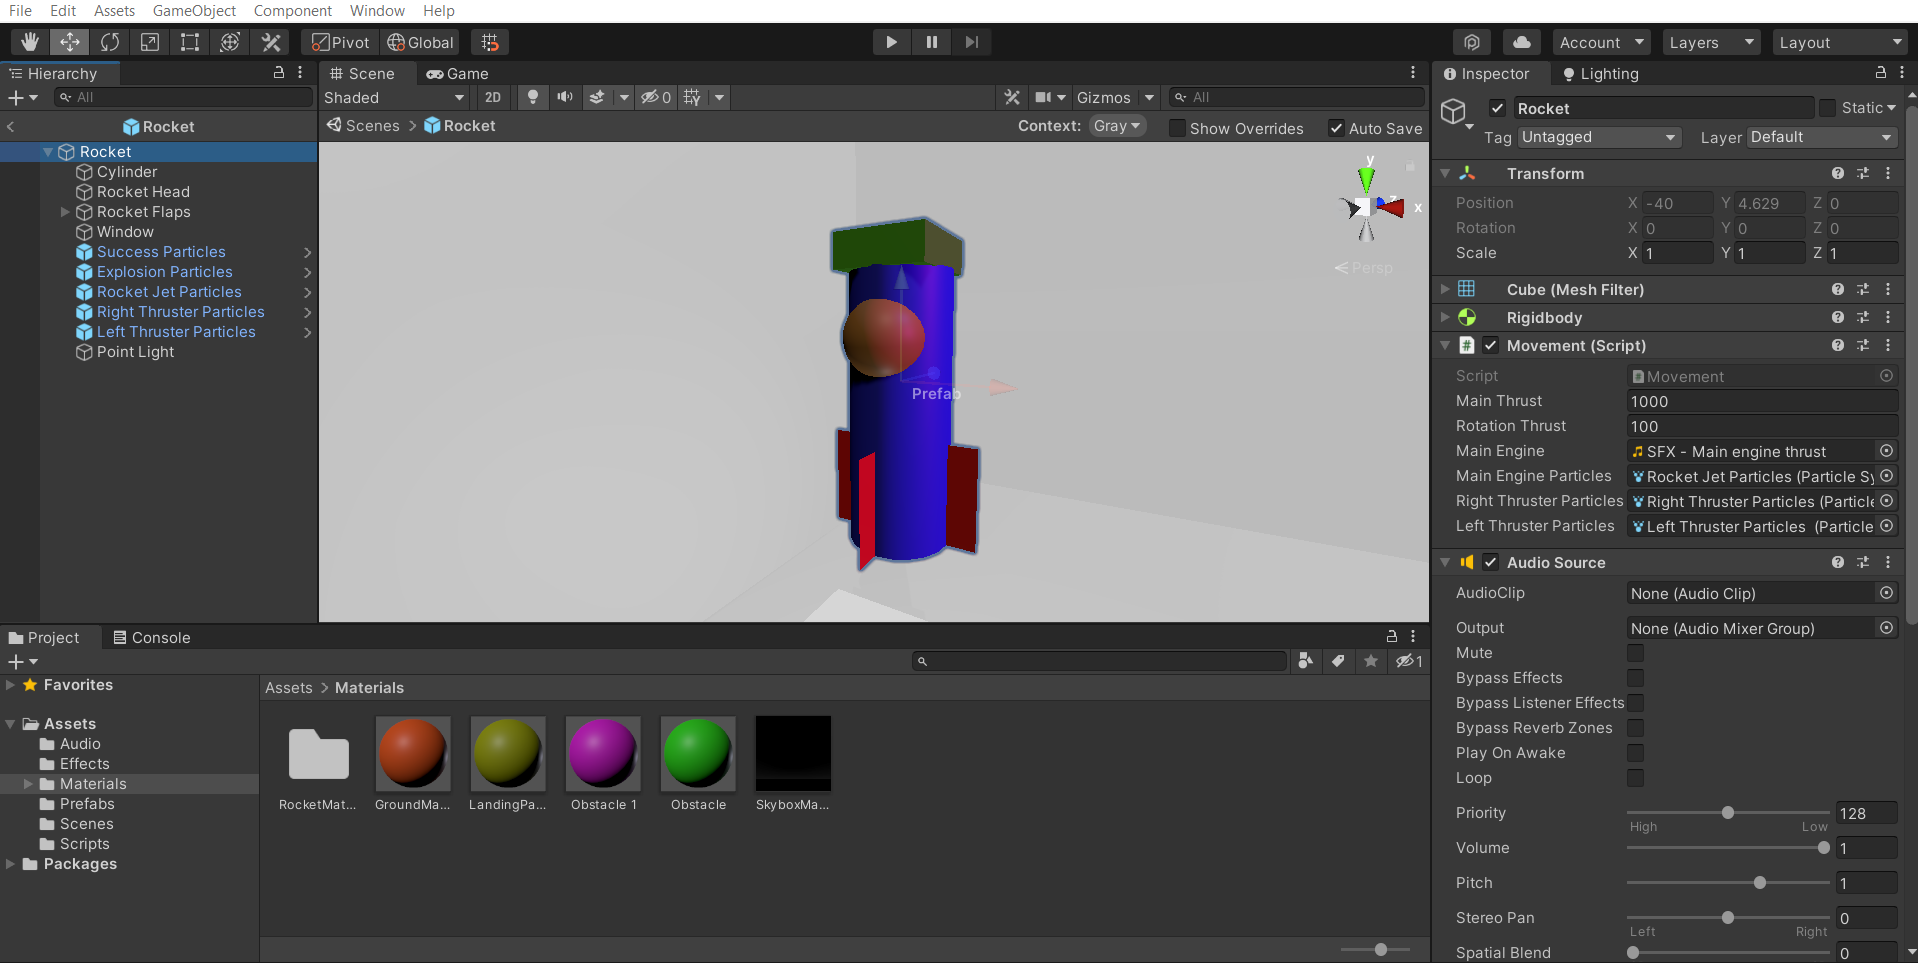 File Edit Assets GameObject Component Window Help
Pivot Global Account Layers Layout
Hierarchy
All
Rocket
Rocket
Cylinder
Rocket Head
Rocket Flaps
Window
Success Particles
Explosion Particles
Rocket Jet Particles
Right Thruster Particles
Left Thruster Particles
Point Light
Scene Game
Shaded 2D 0 Gizmos All
Scenes Rocket Context: Gray Show Overrides Auto Save
y
x
z
Persp
Prefab
Project Console
1
Favorites
Assets
Audio
Effects
Materials
Prefabs
Scenes
Scripts
Packages
Assets > Materials
RocketMat... GroundMa... LandingPa... Obstacle 1 Obstacle SkyboxMa...
Inspector Lighting
Rocket Static
Tag Untagged Layer Default
Transform
Position X -40 Y 4.629 Z 0
Rotation X 0 Y 0 Z 0
Scale X 1 Y 1 Z 1
Cube (Mesh Filter)
Rigidbody
# Movement (Script)
Script Movement
Main Thrust 1000
Rotation Thrust 100
Main Engine SFX - Main engine thrust
Main Engine Particles Rocket Jet Particles (Particle Sy
Right Thruster Particles Right Thruster Particles (Particle
Left Thruster Particles Left Thruster Particles (Particle
Audio Source
AudioClip None (Audio Clip)
Output None (Audio Mixer Group)
Mute
Bypass Effects
Bypass Listener Effects
Bypass Reverb Zones
Play On Awake
Loop
Priority 128
High Low
Volume 1
Pitch 1
Stereo Pan 0
Left Right
Spatial Blend 0